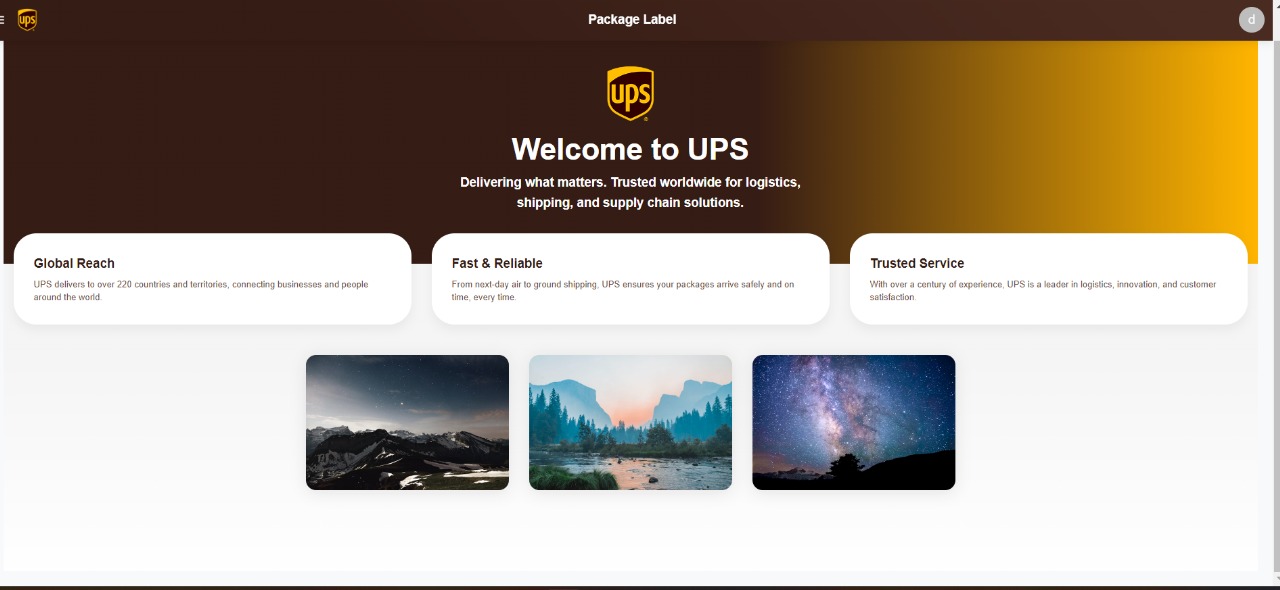 ups
Package Label
d
ups
Welcome to UPS
Delivering what matters. Trusted worldwide for logistics,
shipping, and supply chain solutions.
Global Reach
UPS delivers to over 220 countries and territories, connecting businesses and people
around the world.
Fast & Reliable
From next-day air to ground shipping, UPS ensures your packages arrive safely and on
time, every time.
Trusted Service
With over a century of experience, UPS is a leader in logistics, innovation, and customer
satisfaction.